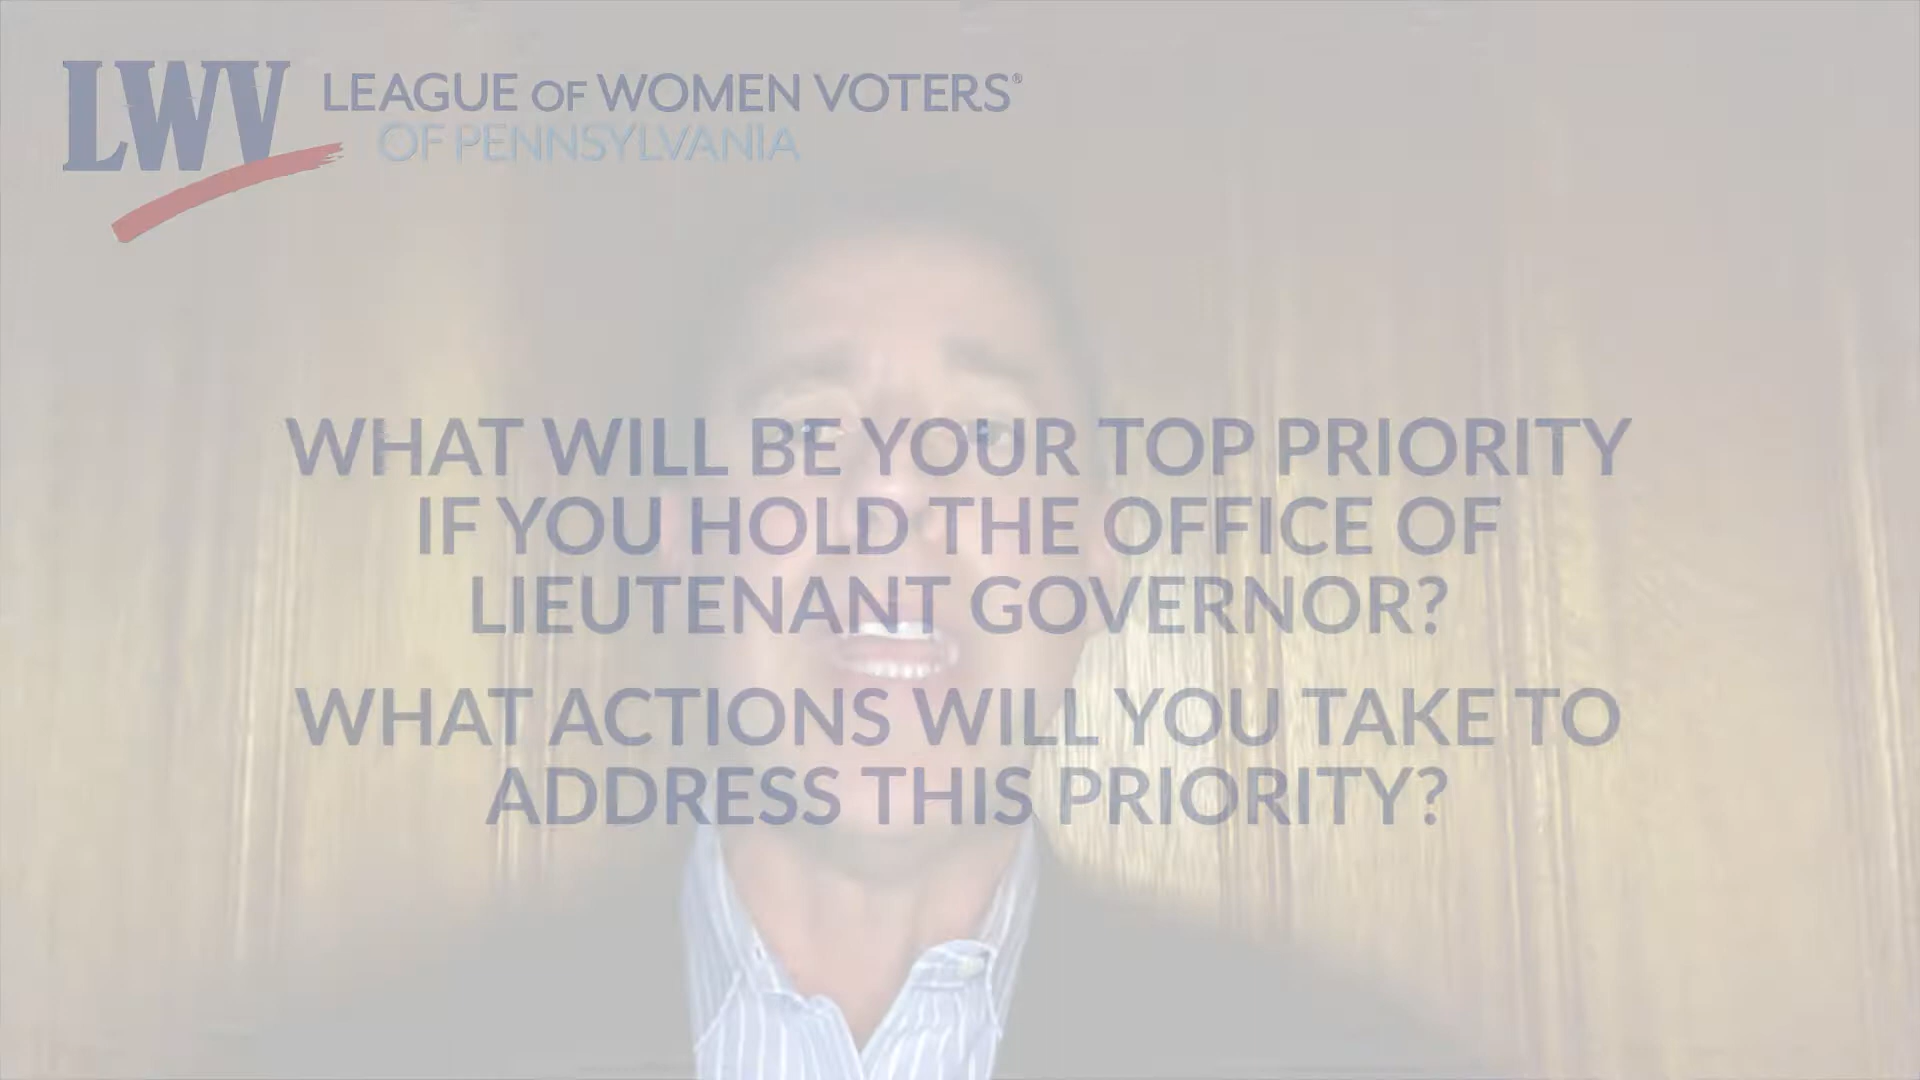 LWV LEAGUE OF WOMEN VOTERS®
OF PENNSYLVANIA
WHAT WILL BE YOUR TOP PRIORITY
IF YOU HOLD THE OFFICE OF
LIEUTENANT GOVERNOR?
WHAT ACTIONS WILL YOU TAKE TO
ADDRESS THIS PRIORITY?